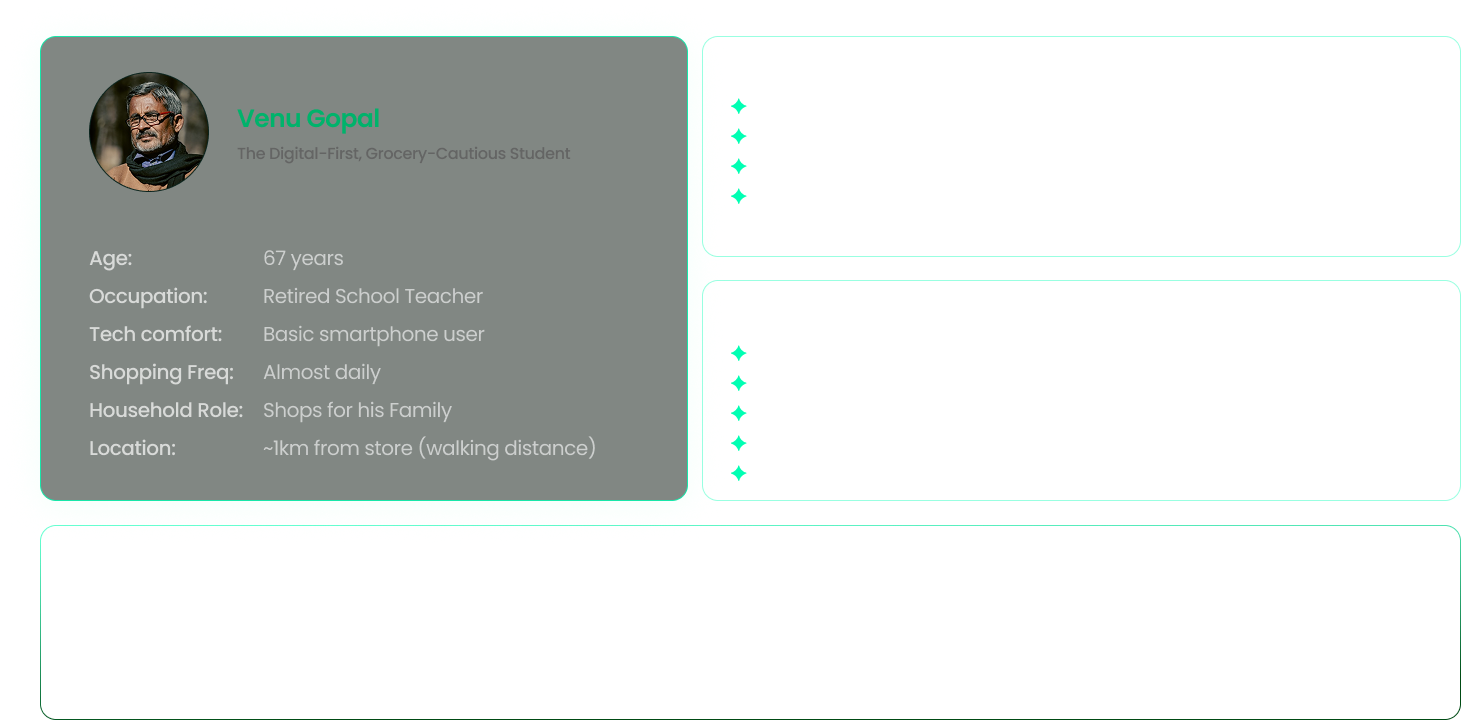 Venu Gopal
The Digital-First, Grocery-Cautious Student
Age: 67 years
Occupation: Retired School Teacher
Tech comfort: Basic smartphone user
Shopping Freq: Almost daily
Household Role: Shops for his Family
Location: ~1km from store (walking distance)